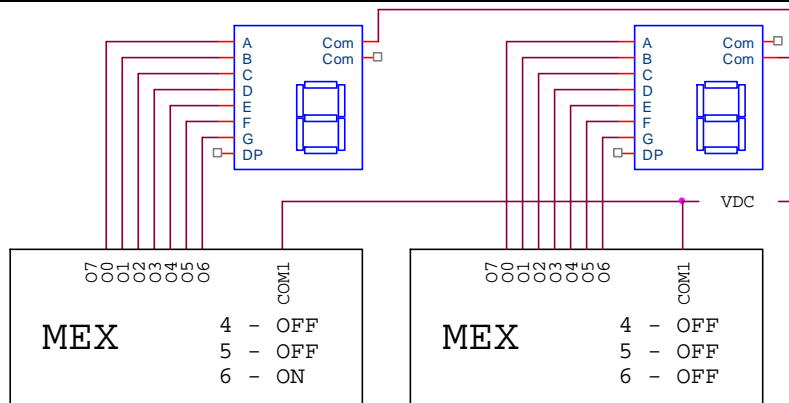 A Com
B Com
C
D
E
F
G
DP
A Com
B Com
C
D
E
F
G
DP
VDC
O7 O0 O1 O2 O3 O4 O5 O6 COM1
MEX
4 - OFF
5 - OFF
6 - ON
O7 O0 O1 O2 O3 O4 O5 O6 COM1
MEX
4 - OFF
5 - OFF
6 - OFF